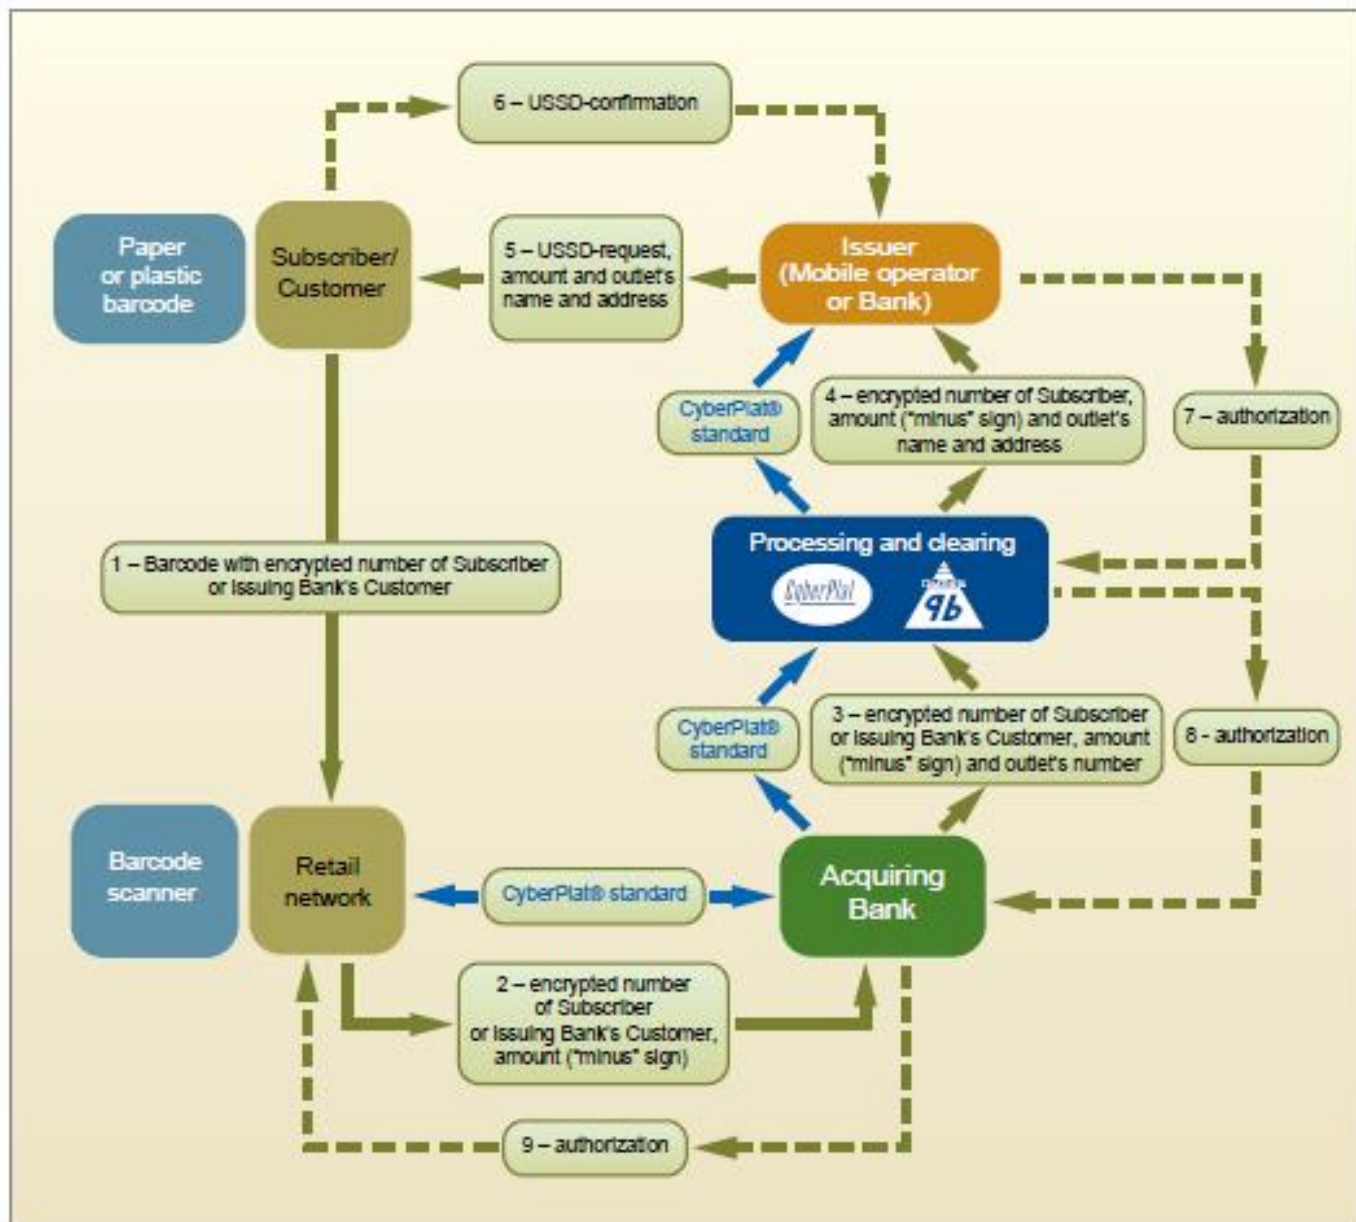 6 – USSD-confirmation
Paper
or plastic
barcode
Subscriber/
Customer
5 – USSD-request,
amount and outlet's
name and address
Issuer
(Mobile operator
or Bank)
CyberPlat®
standard
4 – encrypted number of Subscriber,
amount ("minus" sign) and outlet's
name and address
7 – authorization
1 – Barcode with encrypted number of Subscriber
or Issuing Bank's Customer
Processing and clearing
CyberPlat
CyberPlat®
standard
3 – encrypted number of Subscriber
or Issuing Bank's Customer, amount
("minus" sign) and outlet's number
8 - authorization
Barcode
scanner
Retail
network
CyberPlat® standard
Acquiring
Bank
2 – encrypted number
of Subscriber
or Issuing Bank's Customer,
amount ("minus" sign)
9 – authorization